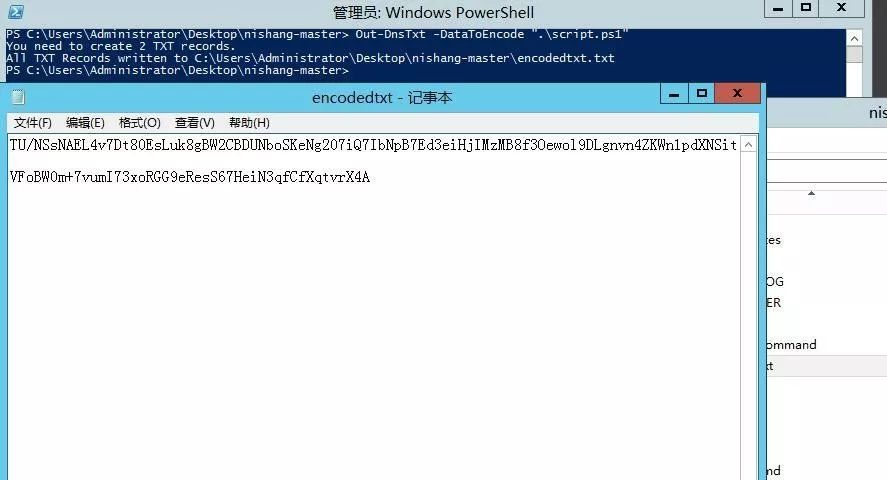 管理员: Windows PowerShell
PS C:\Users\Administrator\Desktop\nishang-master> Out-DnsTxt -DataToEncode ".\script.ps1"
You need to create 2 TXT records.
All TXT Records written to C:\Users\Administrator\Desktop\nishang-master\encodedtxt.txt
PS C:\Users\Administrator\Desktop\nishang-master>
nis
encodedtxt - 记事本
文件(F) 编辑(E) 格式(O) 查看(V) 帮助(H)
TU/NSsNAEL4v7Dt80EsLuk8gBW2CBDUNboSKeNg2O7iQ7IbNpB7Ed3eiHjIMzMB8f3Oewol9DLgnvn4ZKWnlpdXNSit
VFoBW0m+7vumI73xoRGG9eResS67HeiN3qfCfXqtvrX4A
tes
OG
ER
ommand
xt
nd